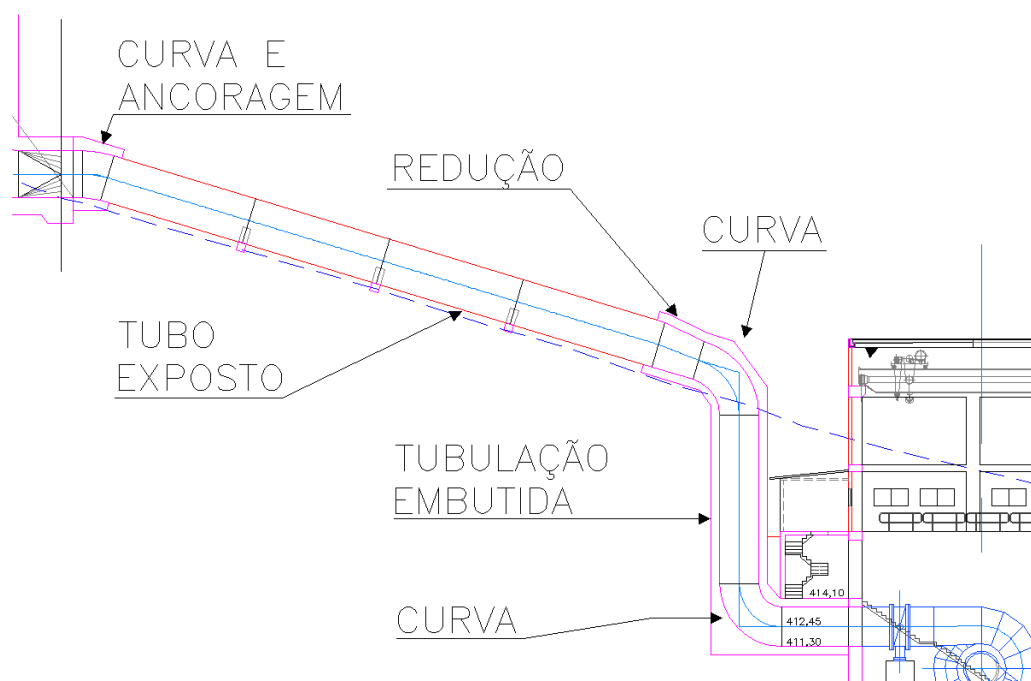 CURVA E
ANCORAGEM
REDUÇÃO
CURVA
TUBO
EXPOSTO
TUBULAÇÃO
EMBUTIDA
414,10
CURVA
412,45
411,30